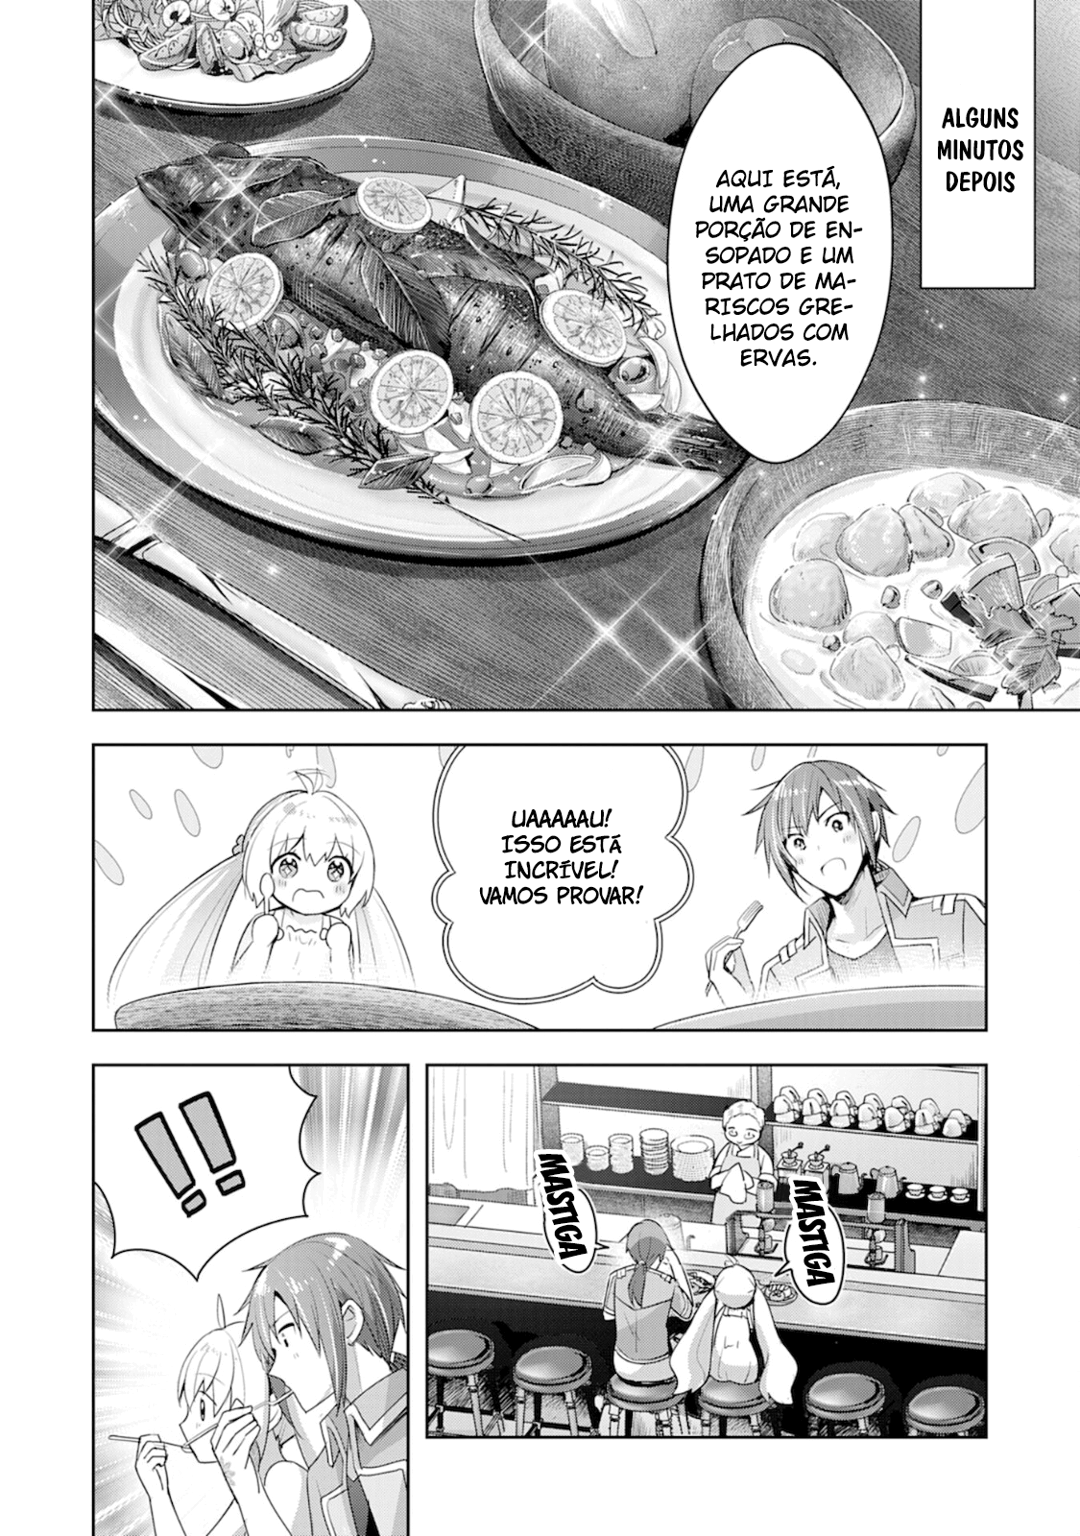 ALGUNS
MINUTOS
DEPOIS
AQUI ESTÁ,
UMA GRANDE
PORÇÃO DE EN-
SOPADO E UM
PRATO DE MA-
RISCOS GRE-
LHADOS COM
ERVAS.
UAAAAAU!
ISSO ESTÁ
INCRÍVEL!
VAMOS PROVAR!
MASTIGA
MASTIGA
!!